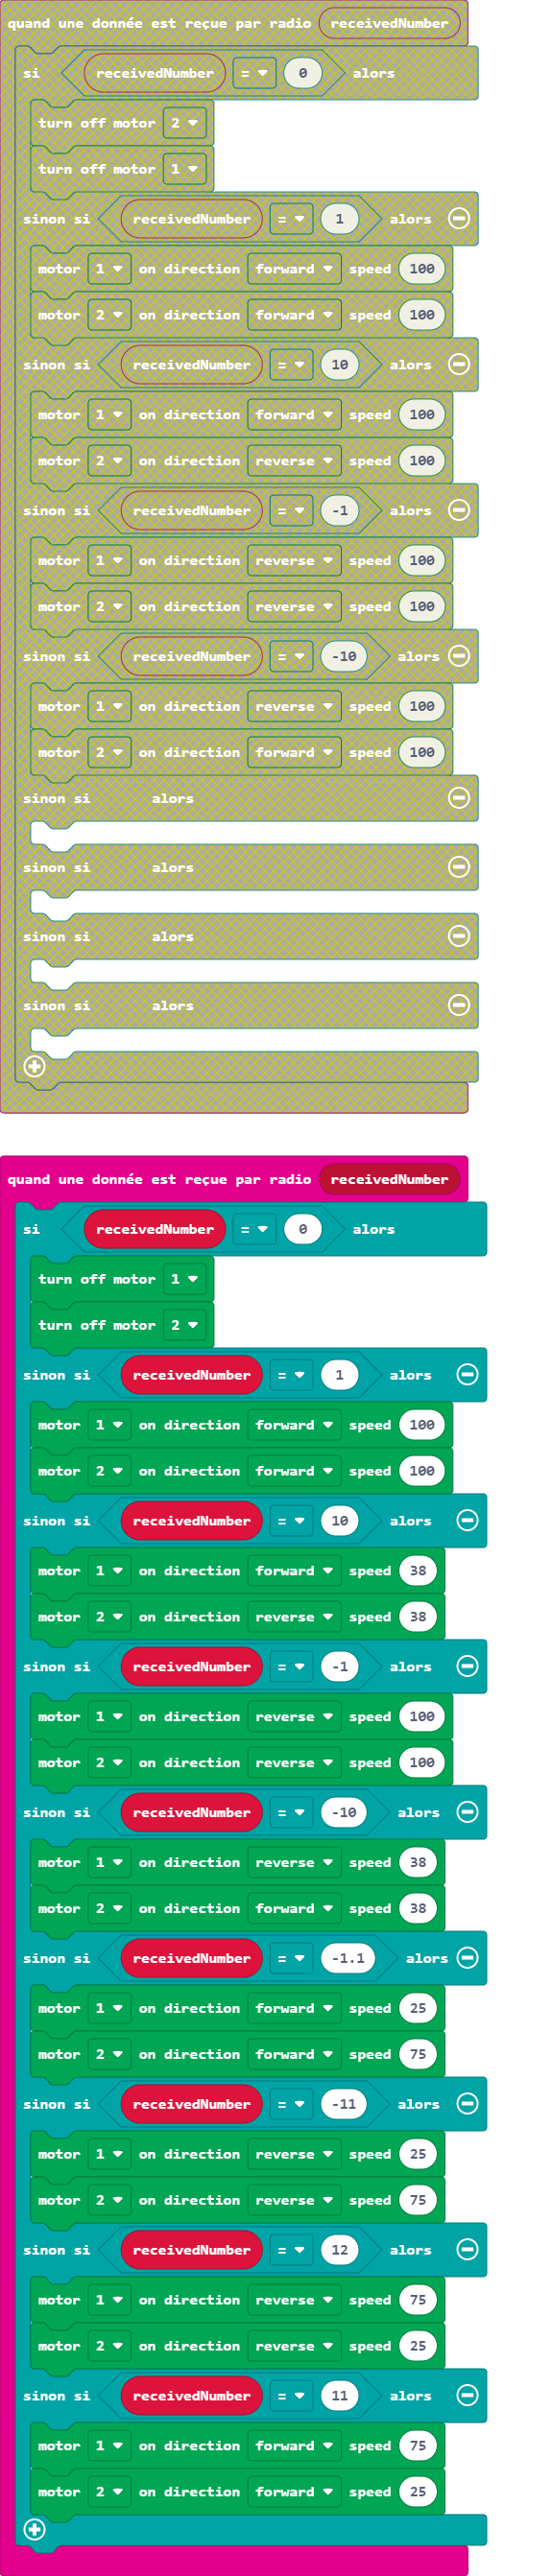 quand une donnée est reçue par radio receivedNumber
si receivedNumber = 0 alors
turn off motor 2
turn off motor 1
sinon si receivedNumber = 1 alors
motor 1 on direction forward speed 100
motor 2 on direction forward speed 100
sinon si receivedNumber = 10 alors
motor 1 on direction forward speed 100
motor 2 on direction reverse speed 100
sinon si receivedNumber = -1 alors
motor 1 on direction reverse speed 100
motor 2 on direction reverse speed 100
sinon si receivedNumber = -10 alors
motor 1 on direction reverse speed 100
motor 2 on direction forward speed 100
sinon si alors
sinon si alors
sinon si alors
sinon si alors
quand une donnée est reçue par radio receivedNumber
si receivedNumber = 0 alors
turn off motor 1
turn off motor 2
sinon si receivedNumber = 1 alors
motor 1 on direction forward speed 100
motor 2 on direction forward speed 100
sinon si receivedNumber = 10 alors
motor 1 on direction forward speed 38
motor 2 on direction reverse speed 38
sinon si receivedNumber = -1 alors
motor 1 on direction reverse speed 100
motor 2 on direction reverse speed 100
sinon si receivedNumber = -10 alors
motor 1 on direction reverse speed 38
motor 2 on direction forward speed 38
sinon si receivedNumber = -1.1 alors
motor 1 on direction forward speed 25
motor 2 on direction forward speed 75
sinon si receivedNumber = -11 alors
motor 1 on direction reverse speed 25
motor 2 on direction reverse speed 75
sinon si receivedNumber = 12 alors
motor 1 on direction reverse speed 75
motor 2 on direction reverse speed 25
sinon si receivedNumber = 11 alors
motor 1 on direction forward speed 75
motor 2 on direction forward speed 25